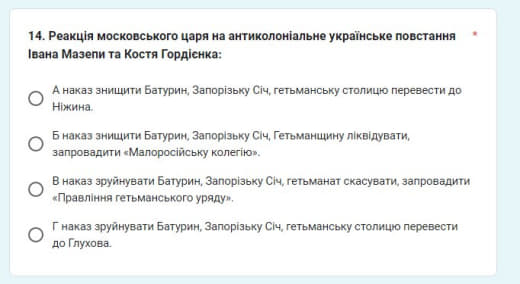 14. Реакція московського царя на антиколоніальне українське повстання *
Івана Мазепи та Костя Гордієнка:
А наказ знищити Батурин, Запорізьку Січ, гетьманську столицю перевести до
Ніжина.
Б наказ знищити Батурин, Запорізьку Січ, Гетьманщину ліквідувати,
запровадити «Малоросійську колегію».
В наказ зруйнувати Батурин, Запорізьку Січ, гетьманат скасувати, запровадити
«Правління гетьманського уряду».
Г наказ зруйнувати Батурин, Запорізьку Січ, гетьманську столицю перевести
до Глухова.